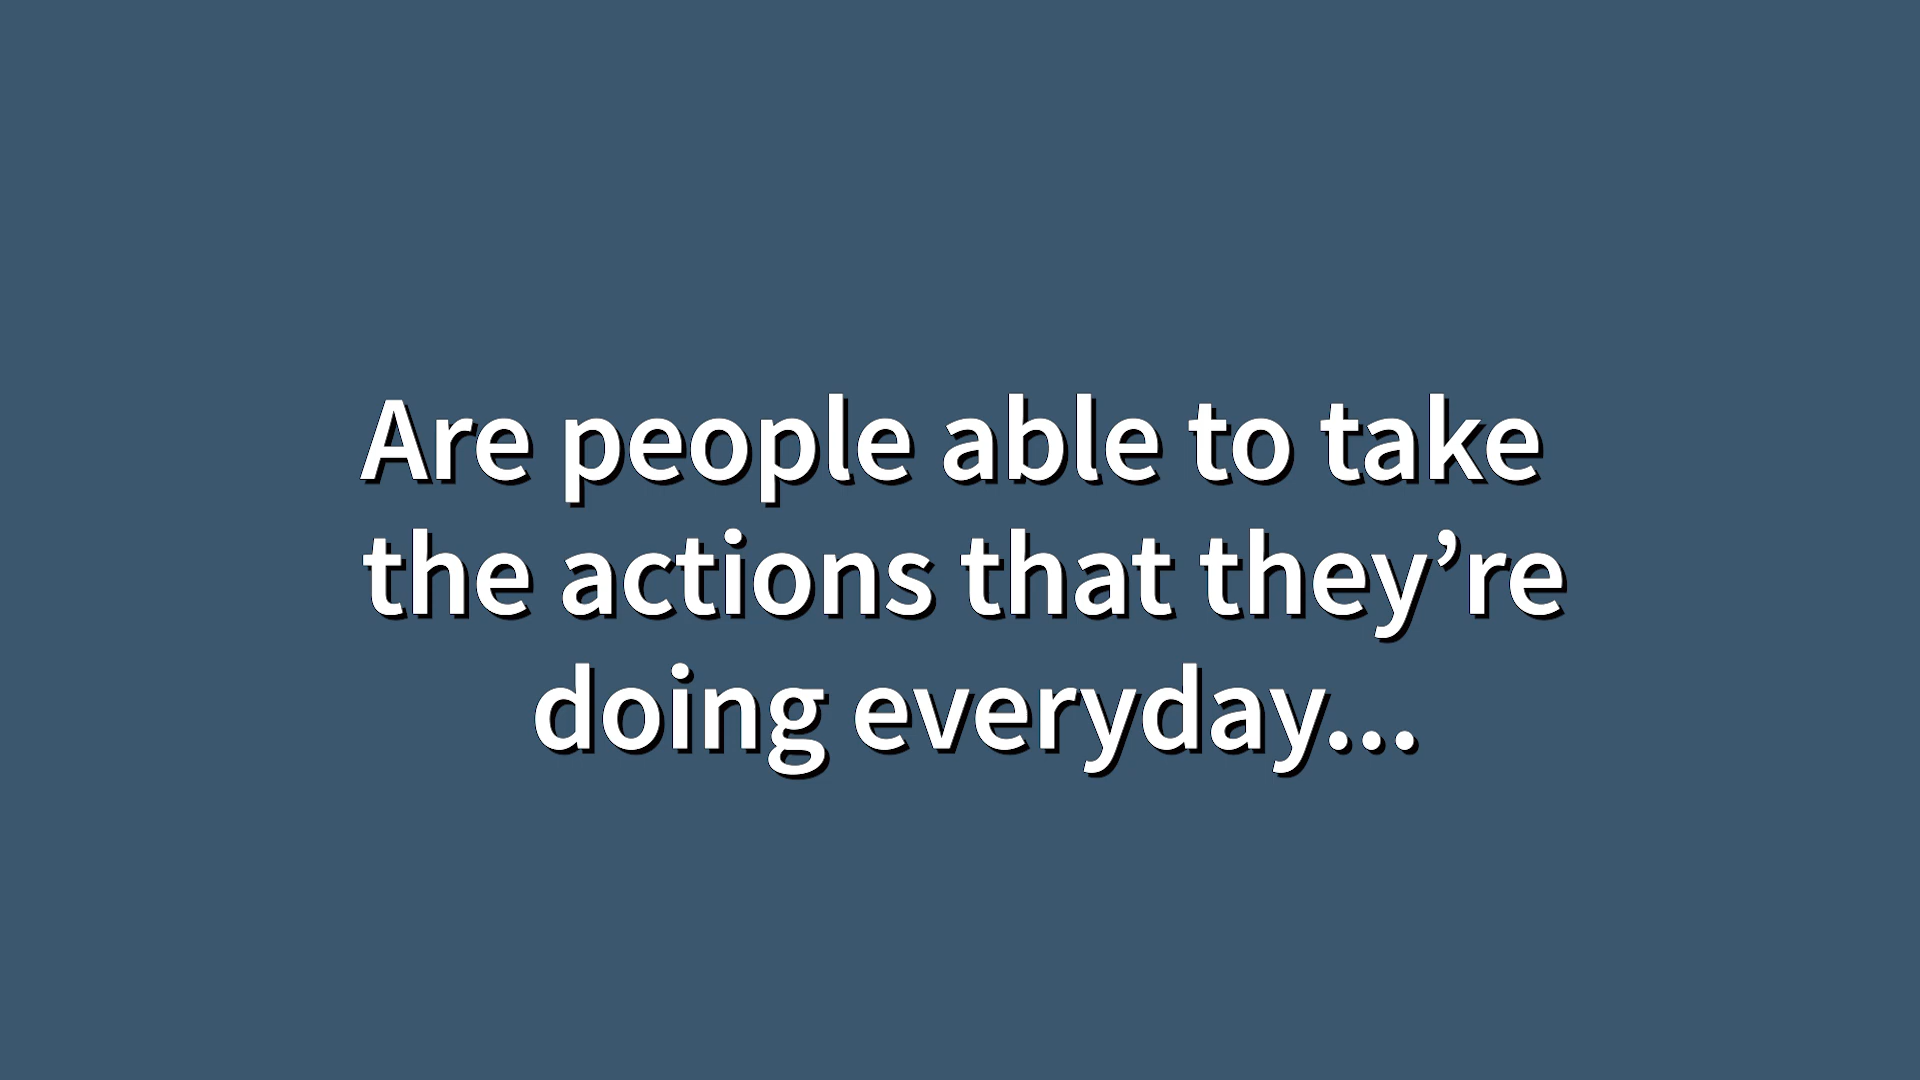 Are people able to take
the actions that they’re
doing everyday...